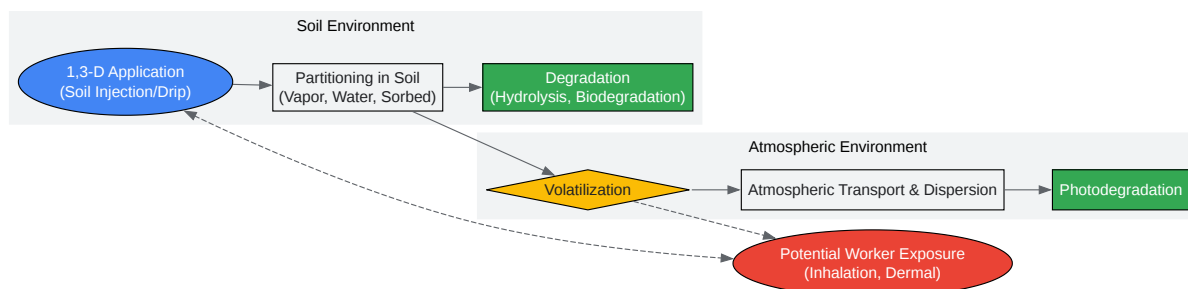 Soil Environment
1,3-D Application
(Soil Injection/Drip)
Partitioning in Soil
(Vapor, Water, Sorbed)
Degradation
(Hydrolysis, Biodegradation)
Atmospheric Environment
Volatilization
Atmospheric Transport & Dispersion
Photodegradation
Potential Worker Exposure
(Inhalation, Dermal)